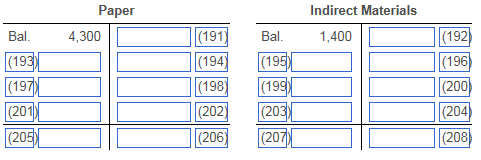 Paper Indirect Materials
Bal. 4,300 (191) Bal. 1,400 (192)
(193) (194) (195) (196)
(197) (198) (199) (200)
(201) (202) (203) (204)
(205) (206) (207) (208)